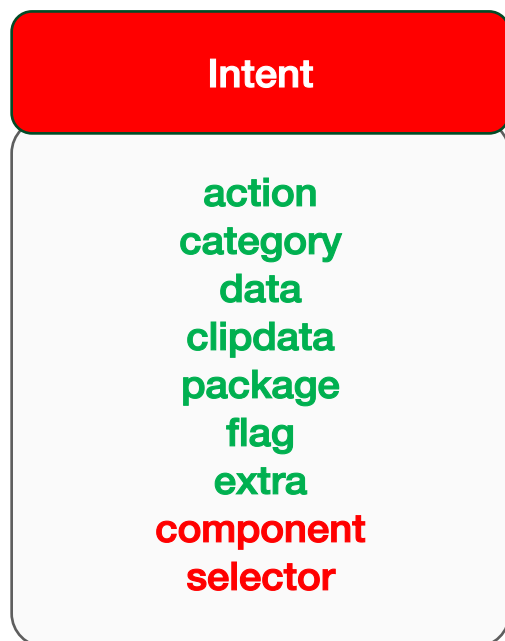 Intent
action
category
data
clipdata
package
flag
extra
component
selector